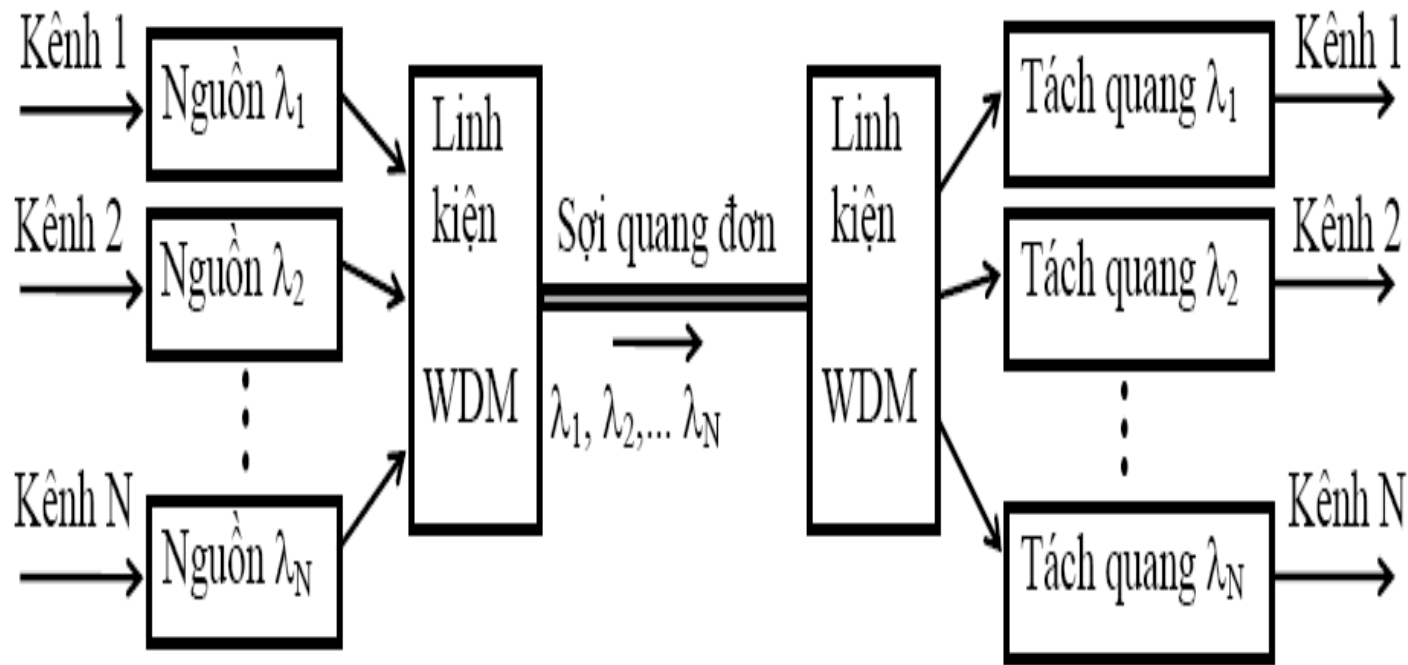 Kênh 1
Nguồn λ₁
Kênh 2
Nguồn λ₂
Kênh N
Nguồn λN
Linh
kiện
WDM
Sợi quang đơn
λ₁, λ₂,... λN
Linh
kiện
WDM
Tách quang λ₁
Kênh 1
Tách quang λ₂
Kênh 2
Tách quang λN
Kênh N